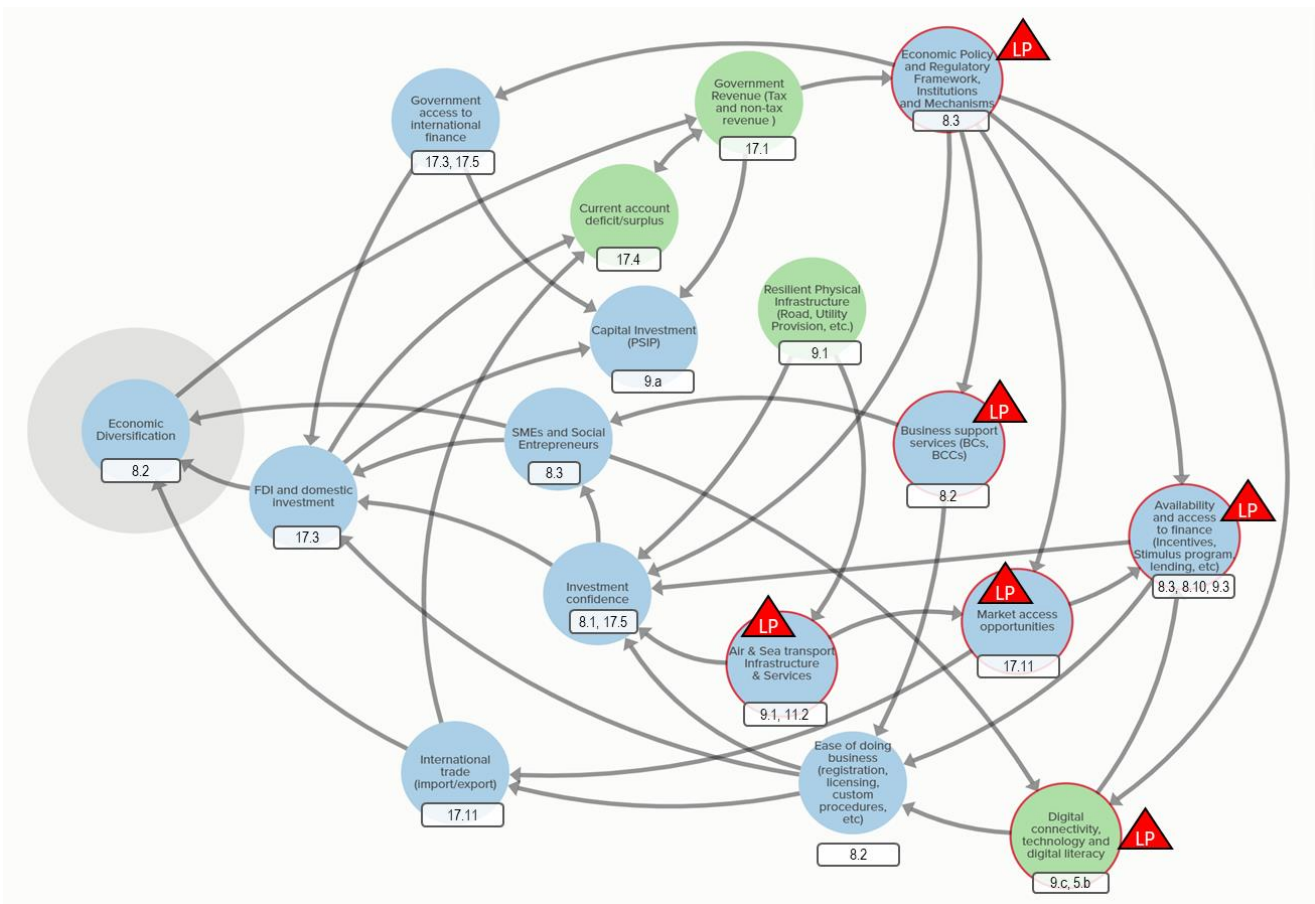 Economic Policy
and Regulatory
Framework,
Institutions
and Mechanisms
8.3
LP
Government
access to
international
finance
17.3, 17.5
Government
Revenue (Tax
and non-tax
revenue )
17.1
Current account
deficit/surplus
17.4
Resilient Physical
Infrastructure
(Road, Utility
Provision, etc.)
9.1
Capital Investment
(PSIP)
9.a
Economic
Diversification
8.2
SMEs and Social
Entrepreneurs
8.3
LP
Business support
services (BCs,
BCCs)
8.2
FDI and domestic
investment
17.3
LP
Availability
and access
to finance
(Incentives,
Stimulus program,
lending, etc)
8.3, 8.10, 9.3
Investment
confidence
8.1, 17.5
LP
Market access
opportunities
17.11
LP
Air & Sea transport
Infrastructure
& Services
9.1, 11.2
International
trade
(import/export)
17.11
Ease of doing
business
(registration,
licensing,
custom
procedures,
etc)
8.2
Digital
connectivity,
technology and
digital literacy
9.c, 5.b
LP